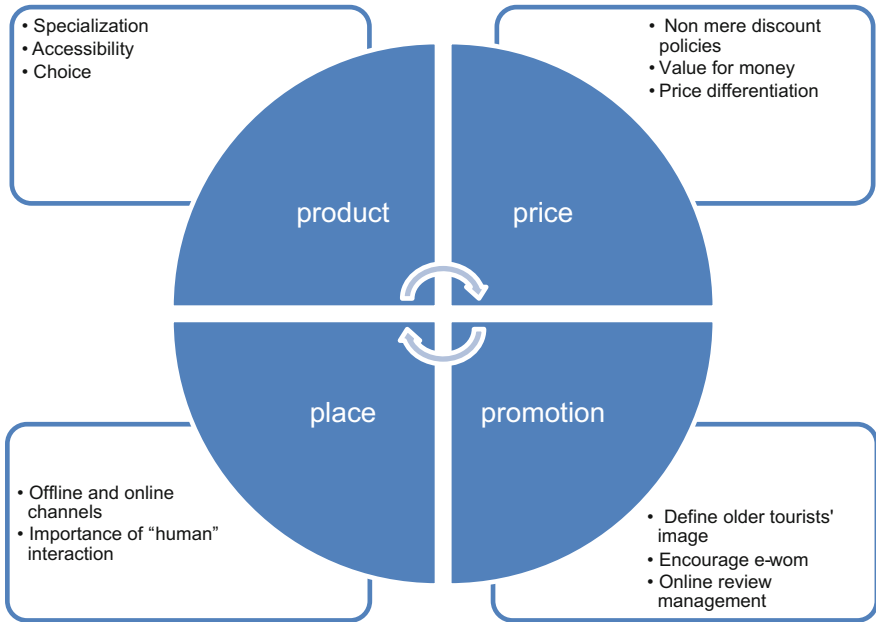 • Specialization
• Accessibility
• Choice
• Non mere discount
policies
• Value for money
• Price differentiation
product
price
place
promotion
• Offline and online
channels
• Importance of “human”
interaction
• Define older tourists'
image
• Encourage e-wom
• Online review
management